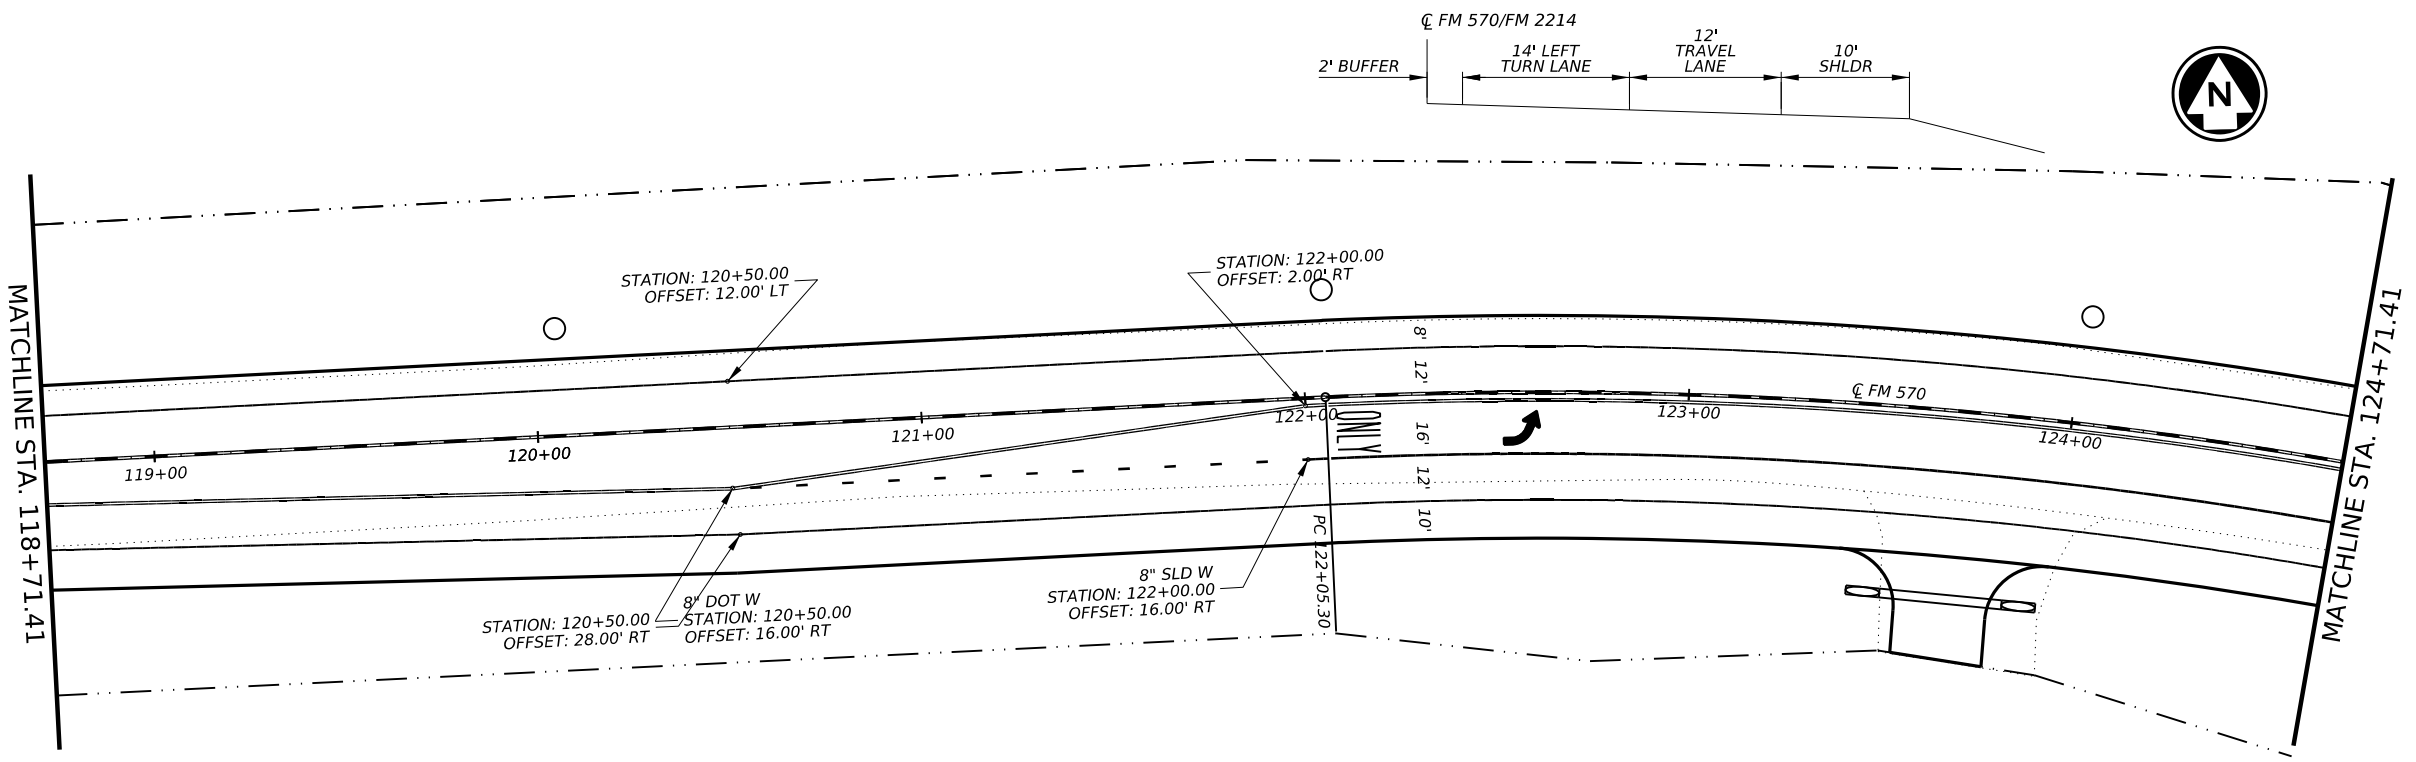 ℄ FM 570/FM 2214
2' BUFFER
14' LEFT
TURN LANE
12'
TRAVEL
LANE
10'
SHLDR
N
STATION: 120+50.00
OFFSET: 12.00' LT
STATION: 122+00.00
OFFSET: 2.00' RT
MATCHLINE STA. 118+71.41
119+00
120+00
121+00
122+00
123+00
124+00
℄ FM 570
8'
12'
16'
12'
10'
ONLY
PC 122+05.30
STATION: 120+50.00
OFFSET: 28.00' RT
8" DOT W
STATION: 120+50.00
OFFSET: 16.00' RT
8" SLD W
STATION: 122+00.00
OFFSET: 16.00' RT
MATCHLINE STA. 124+71.41